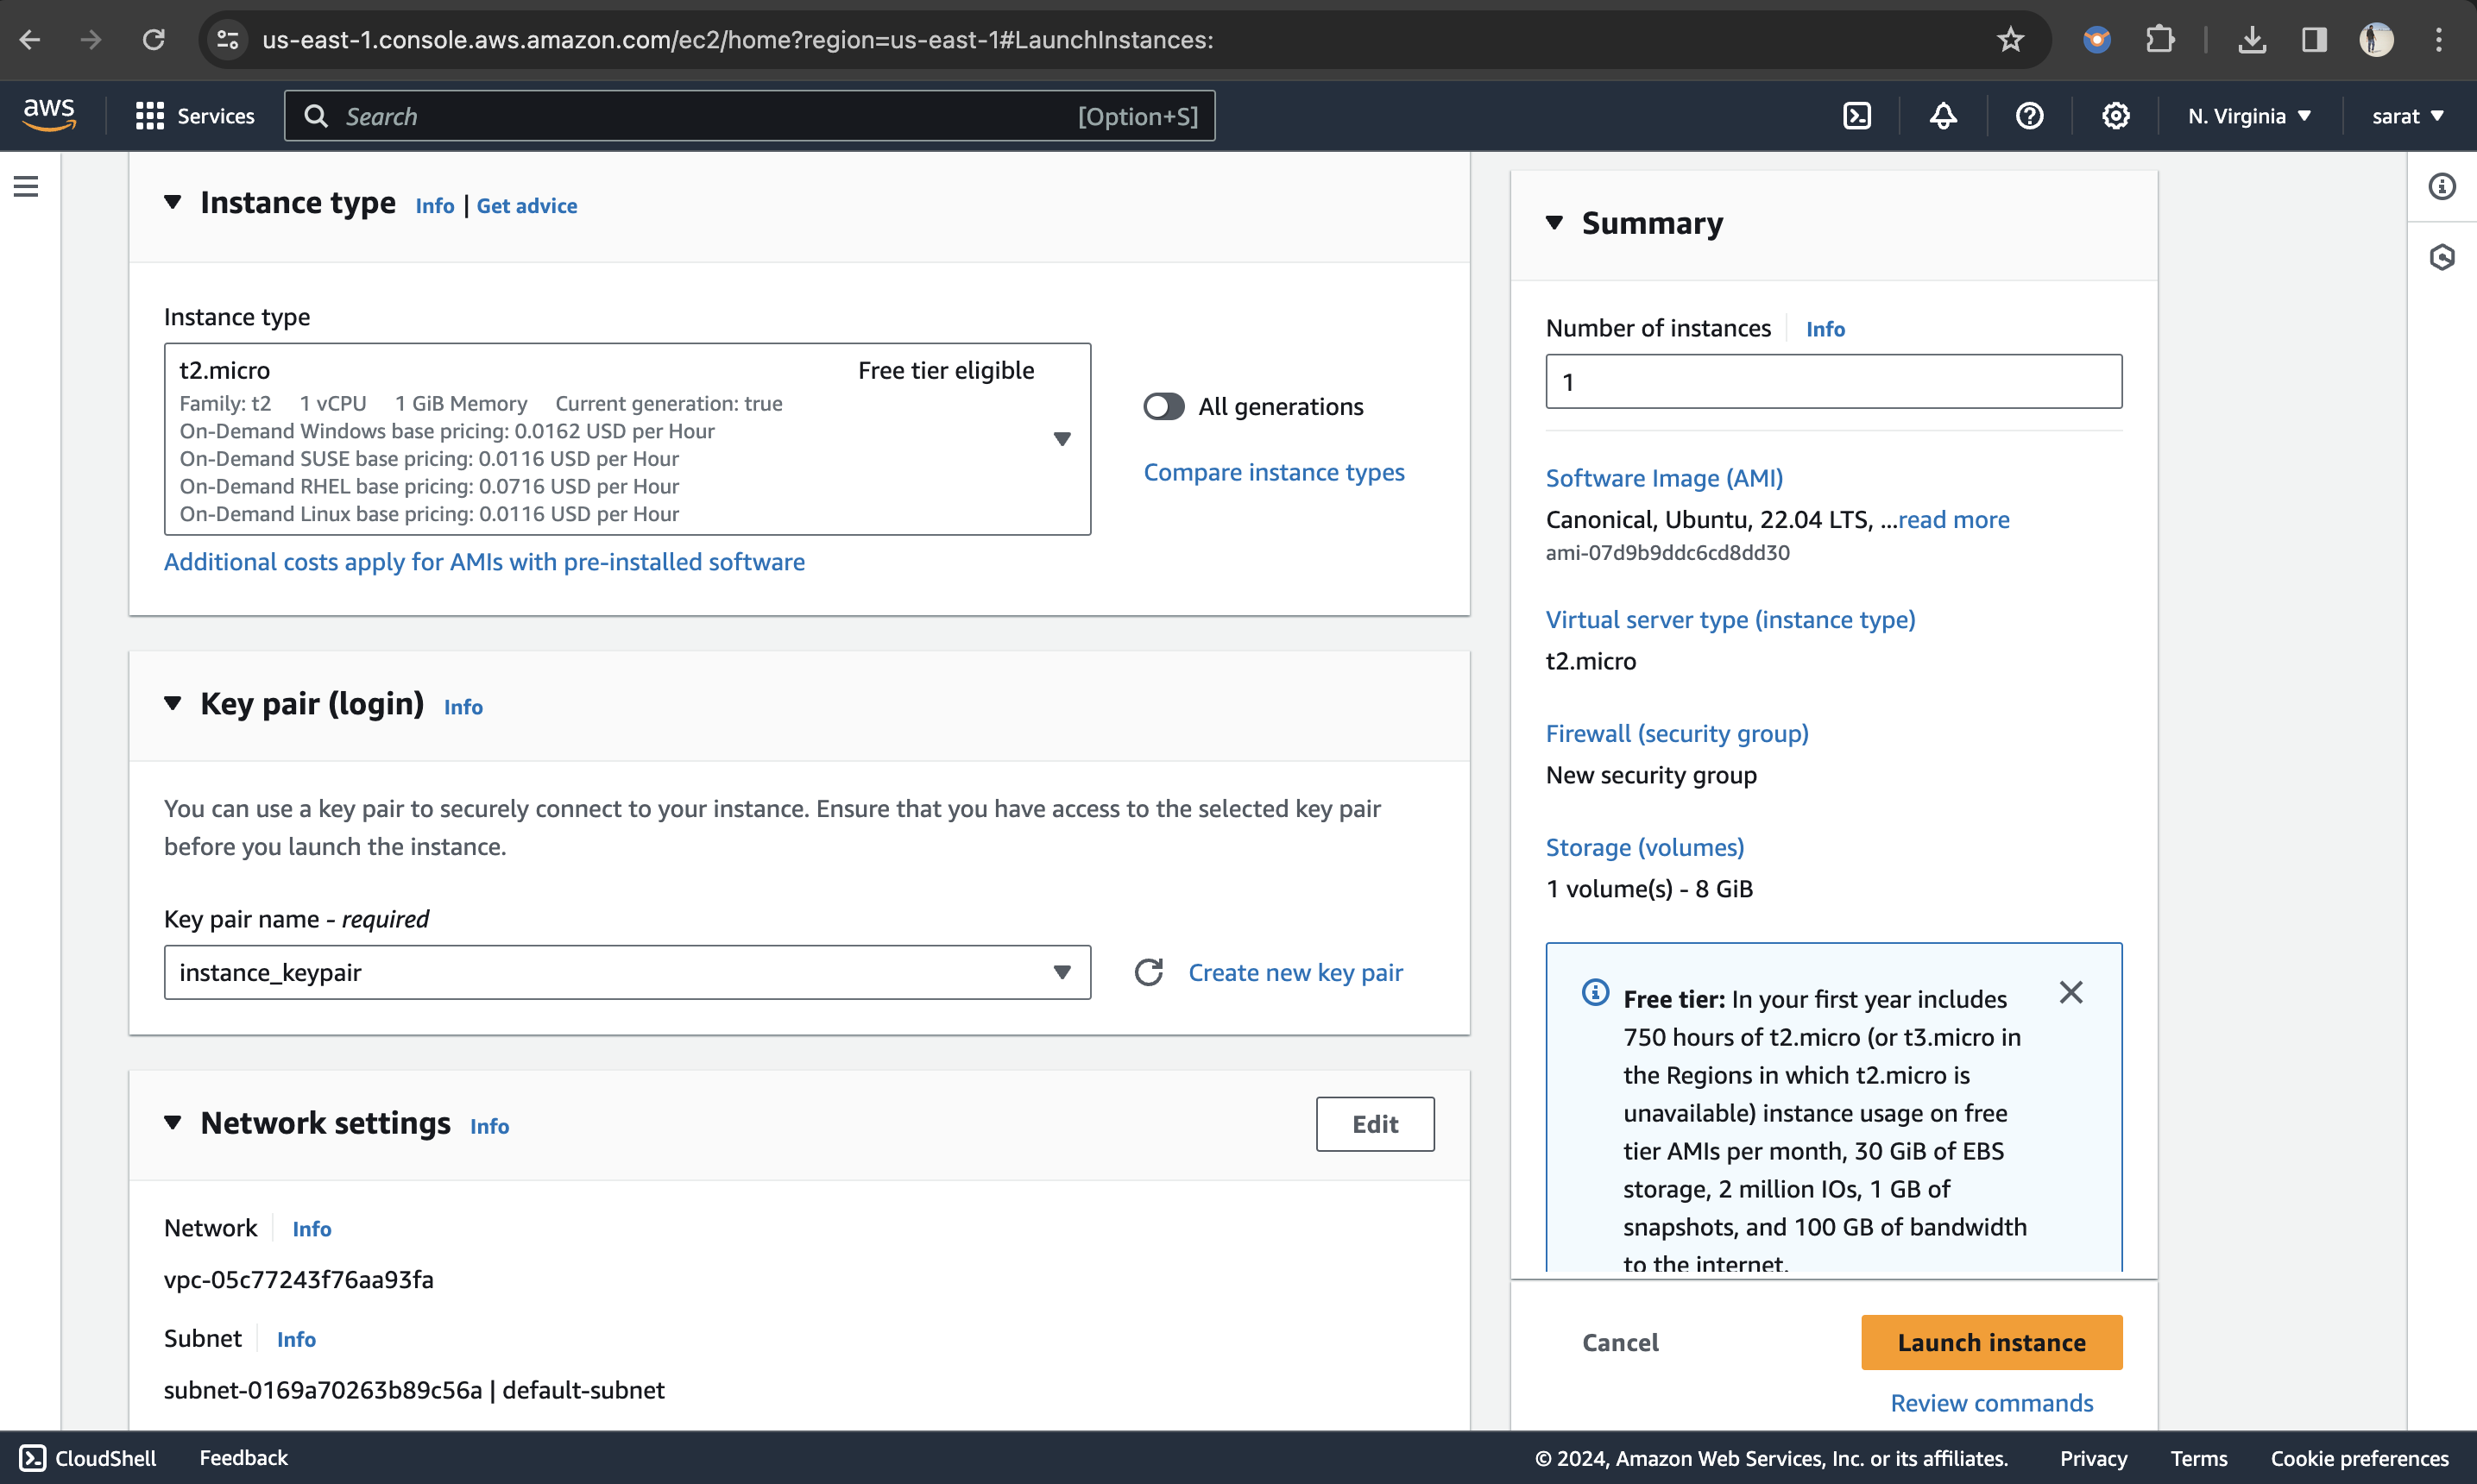 us-east-1.console.aws.amazon.com/ec2/home?region=us-east-1#LaunchInstances:
aws
Services
Search
[Option+S]
N. Virginia
sarat
Instance type
Info | Get advice
Instance type
t2.micro
Free tier eligible
Family: t2 1 vCPU 1 GiB Memory Current generation: true
On-Demand Windows base pricing: 0.0162 USD per Hour
On-Demand SUSE base pricing: 0.0116 USD per Hour
On-Demand RHEL base pricing: 0.0716 USD per Hour
On-Demand Linux base pricing: 0.0116 USD per Hour
All generations
Compare instance types
Additional costs apply for AMIs with pre-installed software
Key pair (login)
Info
You can use a key pair to securely connect to your instance. Ensure that you have access to the selected key pair
before you launch the instance.
Key pair name - required
instance_keypair
Create new key pair
Network settings
Info
Edit
Network
Info
vpc-05c77243f76aa93fa
Subnet
Info
subnet-0169a70263b89c56a | default-subnet
Summary
Number of instances
Info
1
Software Image (AMI)
Canonical, Ubuntu, 22.04 LTS, ...read more
ami-07d9b9ddc6cd8dd30
Virtual server type (instance type)
t2.micro
Firewall (security group)
New security group
Storage (volumes)
1 volume(s) - 8 GiB
Free tier: In your first year includes
750 hours of t2.micro (or t3.micro in
the Regions in which t2.micro is
unavailable) instance usage on free
tier AMIs per month, 30 GiB of EBS
storage, 2 million IOs, 1 GB of
snapshots, and 100 GB of bandwidth
to the internet.
Cancel
Launch instance
Review commands
CloudShell
Feedback
© 2024, Amazon Web Services, Inc. or its affiliates.
Privacy
Terms
Cookie preferences